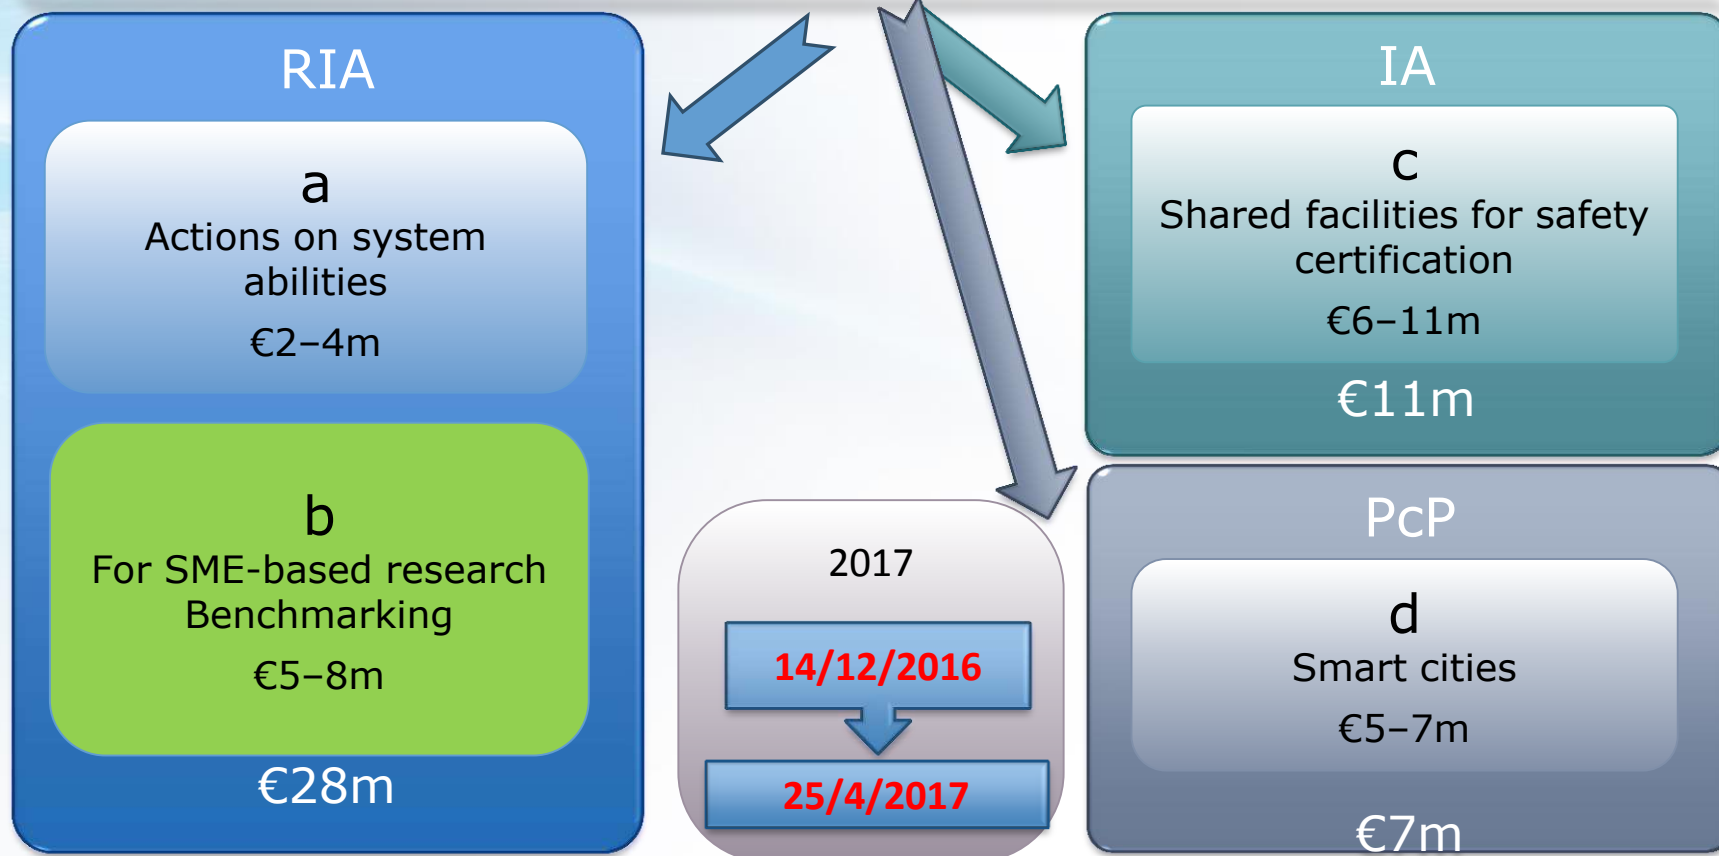 RIA
a
Actions on system
abilities
€2–4m
b
For SME-based research
Benchmarking
€5–8m
€28m
2017
14/12/2016
25/4/2017
IA
c
Shared facilities for safety
certification
€6–11m
€11m
PcP
d
Smart cities
€5–7m
€7m